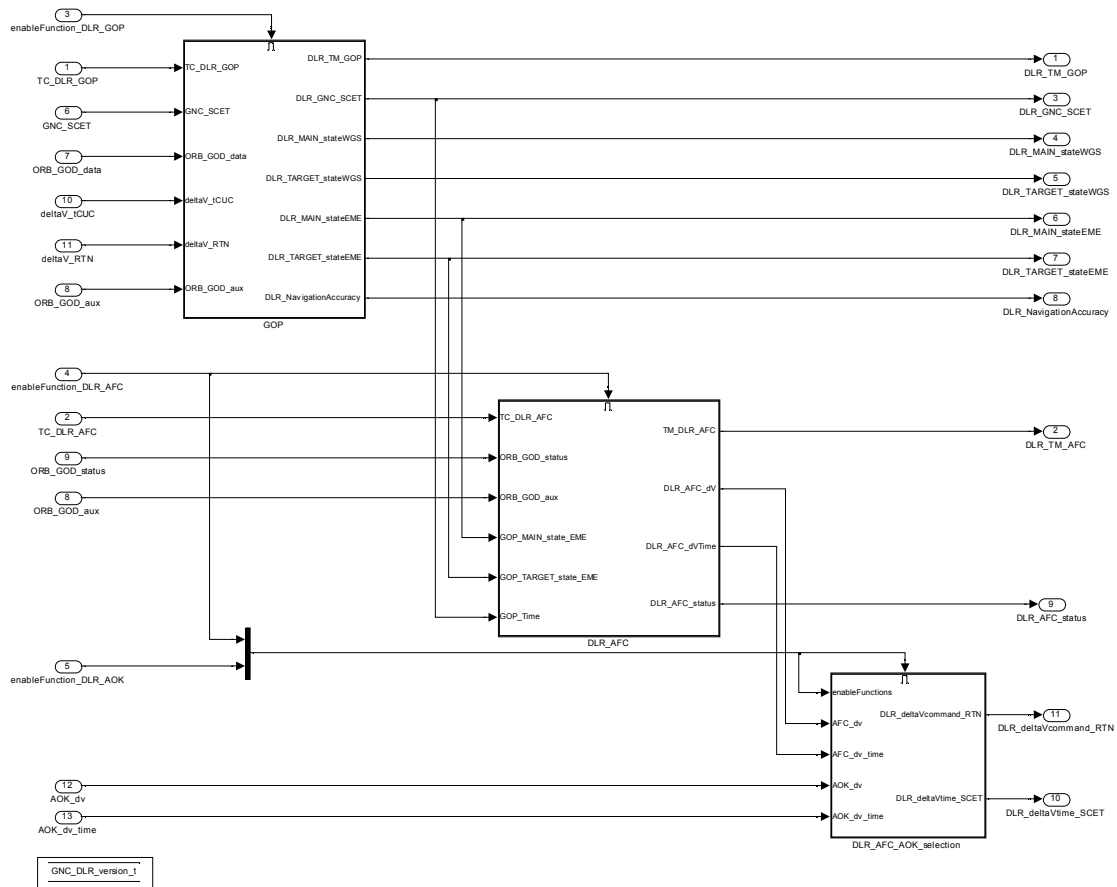 3
enableFunction_DLR_GOP
1
TC_DLR_GOP
6
GNC_SCET
7
ORB_GOD_data
10
deltaV_tCUC
11
deltaV_RTN
8
ORB_GOD_aux
TC_DLR_GOP
GNC_SCET
ORB_GOD_data
deltaV_tCUC
deltaV_RTN
ORB_GOD_aux
DLR_TM_GOP
DLR_GNC_SCET
DLR_MAIN_stateWGS
DLR_TARGET_stateWGS
DLR_MAIN_stateEME
DLR_TARGET_stateEME
DLR_NavigationAccuracy
GOP
1
DLR_TM_GOP
3
DLR_GNC_SCET
4
DLR_MAIN_stateWGS
5
DLR_TARGET_stateWGS
6
DLR_MAIN_stateEME
7
DLR_TARGET_stateEME
8
DLR_NavigationAccuracy
4
enableFunction_DLR_AFC
2
TC_DLR_AFC
9
ORB_GOD_status
8
ORB_GOD_aux
TC_DLR_AFC
ORB_GOD_status
ORB_GOD_aux
GOP_MAIN_state_EME
GOP_TARGET_state_EME
GOP_Time
TM_DLR_AFC
DLR_AFC_dV
DLR_AFC_dVTime
DLR_AFC_status
DLR_AFC
2
DLR_TM_AFC
9
DLR_AFC_status
5
enableFunction_DLR_AOK
12
AOK_dv
13
AOK_dv_time
enableFunctions
AFC_dv
AFC_dv_time
AOK_dv
AOK_dv_time
DLR_deltaVcommand_RTN
DLR_deltaVtime_SCET
DLR_AFC_AOK_selection
11
DLR_deltaVcommand_RTN
10
DLR_deltaVtime_SCET
GNC_DLR_version_t